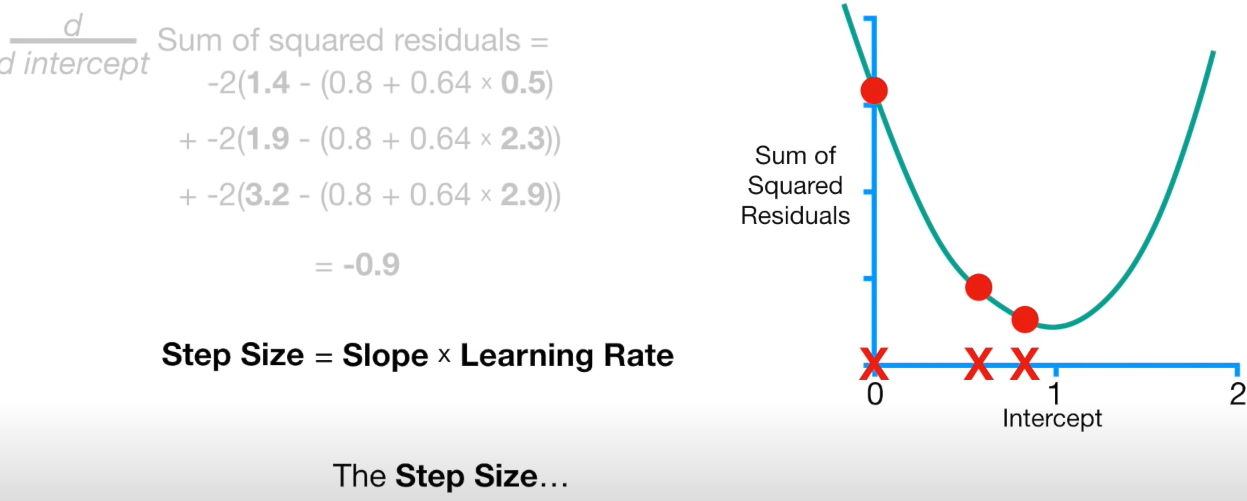 d
d intercept
Sum of squared residuals =
-2(1.4 - (0.8 + 0.64 × 0.5)
+ -2(1.9 - (0.8 + 0.64 × 2.3))
+ -2(3.2 - (0.8 + 0.64 × 2.9))
= -0.9
Step Size = Slope × Learning Rate
The Step Size...
Sum of
Squared
Residuals
X X X
0 1 2
Intercept